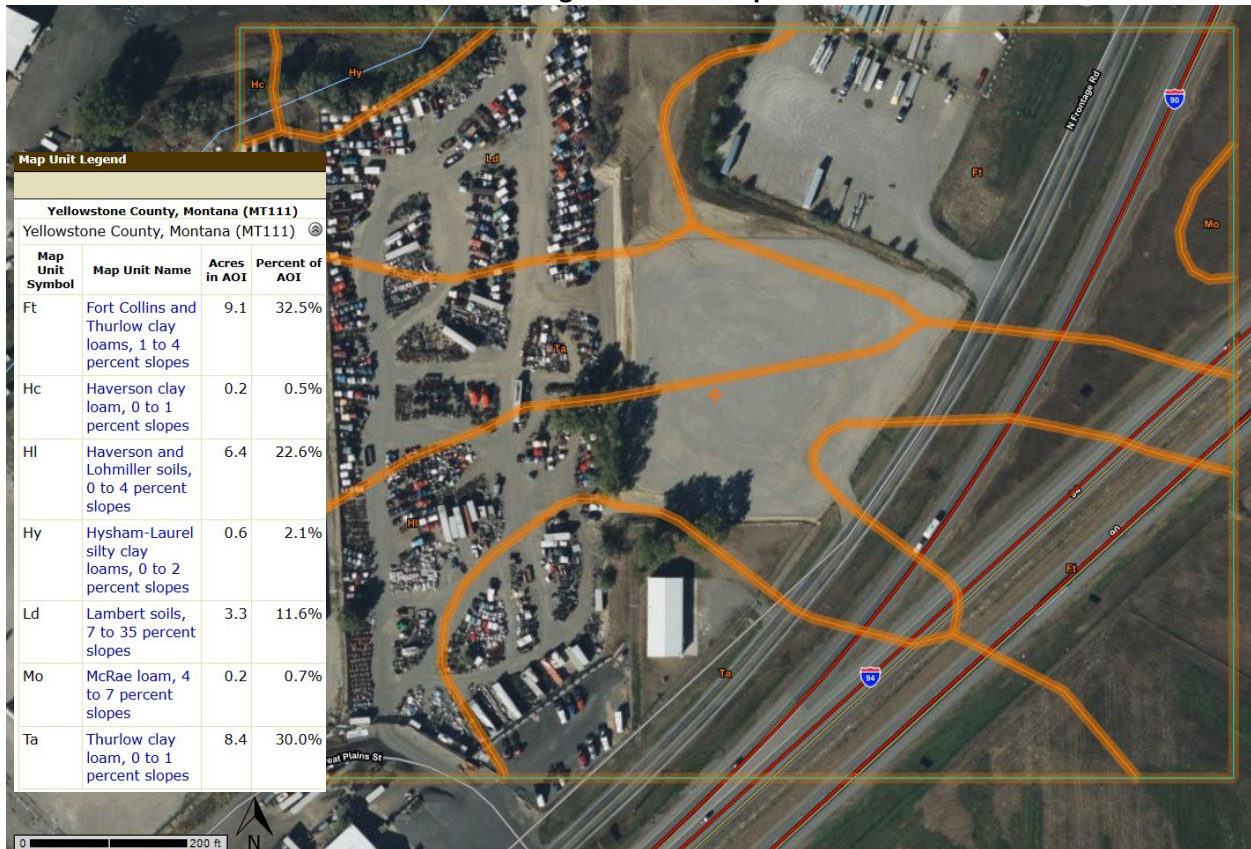 Hc
Hy
N Frontage Rd
90
Ld
Ft
Mo
Map Unit Legend
Yellowstone County, Montana (MT111)
Yellowstone County, Montana (MT111)
Map Unit Symbol
Map Unit Name
Acres in AOI
Percent of AOI
Ft
Fort Collins and
Thurlow clay
loams, 1 to 4
percent slopes
9.1
32.5%
Hc
Haverson clay
loam, 0 to 1
percent slopes
0.2
0.5%
Hl
Haverson and
Lohmiller soils,
0 to 4 percent
slopes
6.4
22.6%
Hy
Hysham-Laurel
silty clay
loams, 0 to 2
percent slopes
0.6
2.1%
Ld
Lambert soils,
7 to 35 percent
slopes
3.3
11.6%
Mo
McRae loam, 4
to 7 percent
slopes
0.2
0.7%
Ta
Thurlow clay
loam, 0 to 1
percent slopes
8.4
30.0%
Ta
Hl
Ft
Ta
94
eat Plains St
N
0
200 ft